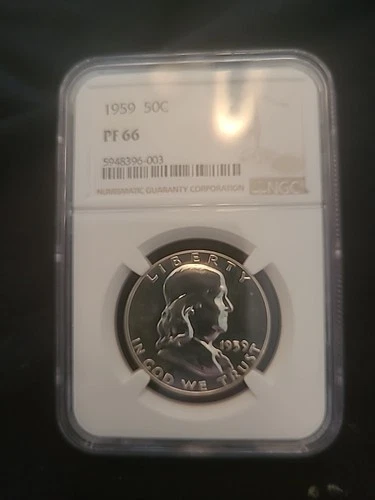 1959 50C
PF 66
5948396-003
NUMISMATIC GUARANTY CORPORATION
NGC
LIBERTY
1959
IN GOD WE TRUST